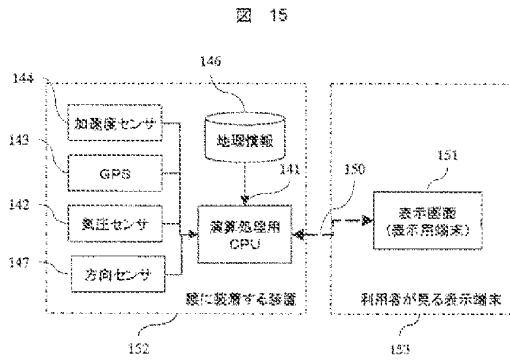 図 15
144
加速度センサ
143
GPS
142
気圧センサ
147
方向センサ
146
地理情報
141
演算処理用
CPU
150
151
表示画面
(表示用端末)
腰に装着する装置
利用者が見る表示端末
152
153